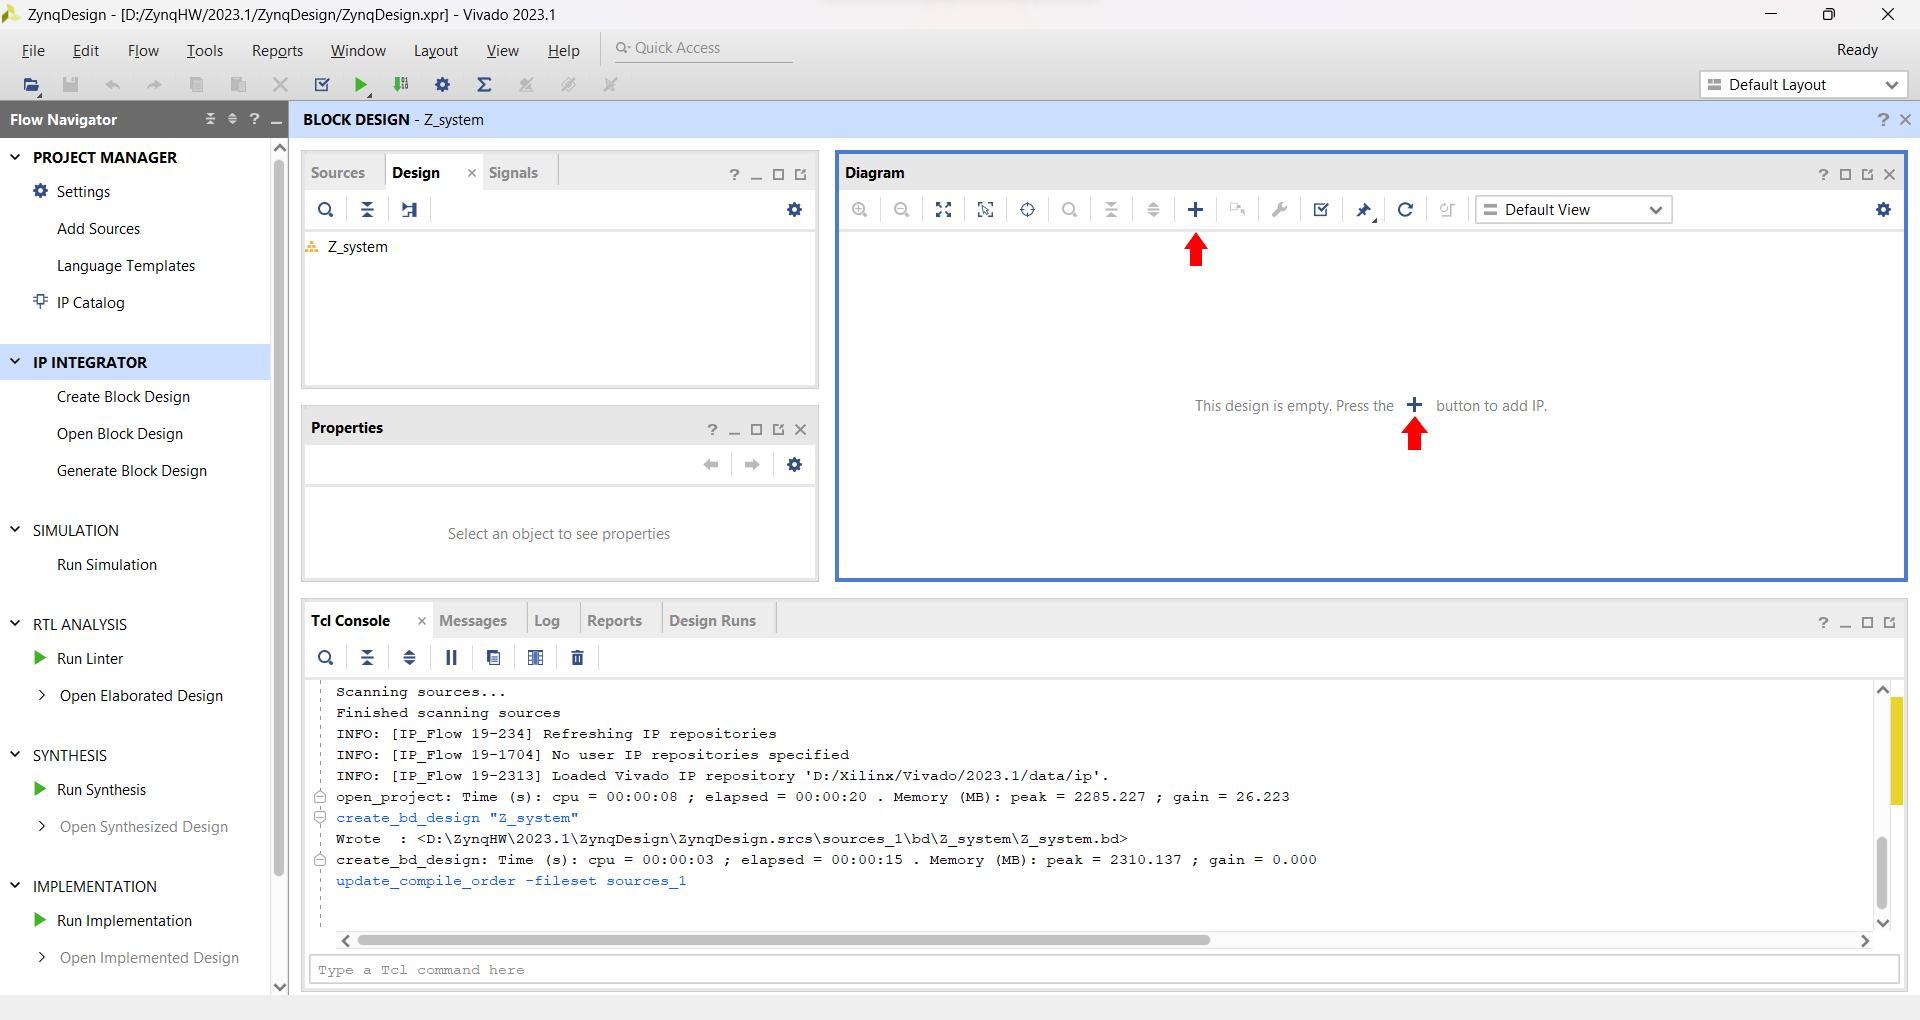 ZynqDesign - [D:/ZynqHW/2023.1/ZynqDesign/ZynqDesign.xpr] - Vivado 2023.1
File Edit Flow Tools Reports Window Layout View Help Quick Access Ready
Default Layout
Flow Navigator
PROJECT MANAGER
Settings
Add Sources
Language Templates
IP Catalog
IP INTEGRATOR
Create Block Design
Open Block Design
Generate Block Design
SIMULATION
Run Simulation
RTL ANALYSIS
Run Linter
Open Elaborated Design
SYNTHESIS
Run Synthesis
Open Synthesized Design
IMPLEMENTATION
Run Implementation
Open Implemented Design
BLOCK DESIGN - Z_system
Sources Design Signals
Z_system
Properties
Select an object to see properties
Diagram
Default View
This design is empty. Press the + button to add IP.
Tcl Console Messages Log Reports Design Runs
Scanning sources...
Finished scanning sources
INFO: [IP_Flow 19-234] Refreshing IP repositories
INFO: [IP_Flow 19-1704] No user IP repositories specified
INFO: [IP_Flow 19-2313] Loaded Vivado IP repository 'D:/Xilinx/Vivado/2023.1/data/ip'.
open_project: Time (s): cpu = 00:00:08 ; elapsed = 00:00:20 . Memory (MB): peak = 2285.227 ; gain = 26.223
create_bd_design "Z_system"
Wrote  : <D:\ZynqHW\2023.1\ZynqDesign\ZynqDesign.srcs\sources_1\bd\Z_system\Z_system.bd>
create_bd_design: Time (s): cpu = 00:00:03 ; elapsed = 00:00:15 . Memory (MB): peak = 2310.137 ; gain = 0.000
update_compile_order -fileset sources_1
Type a Tcl command here